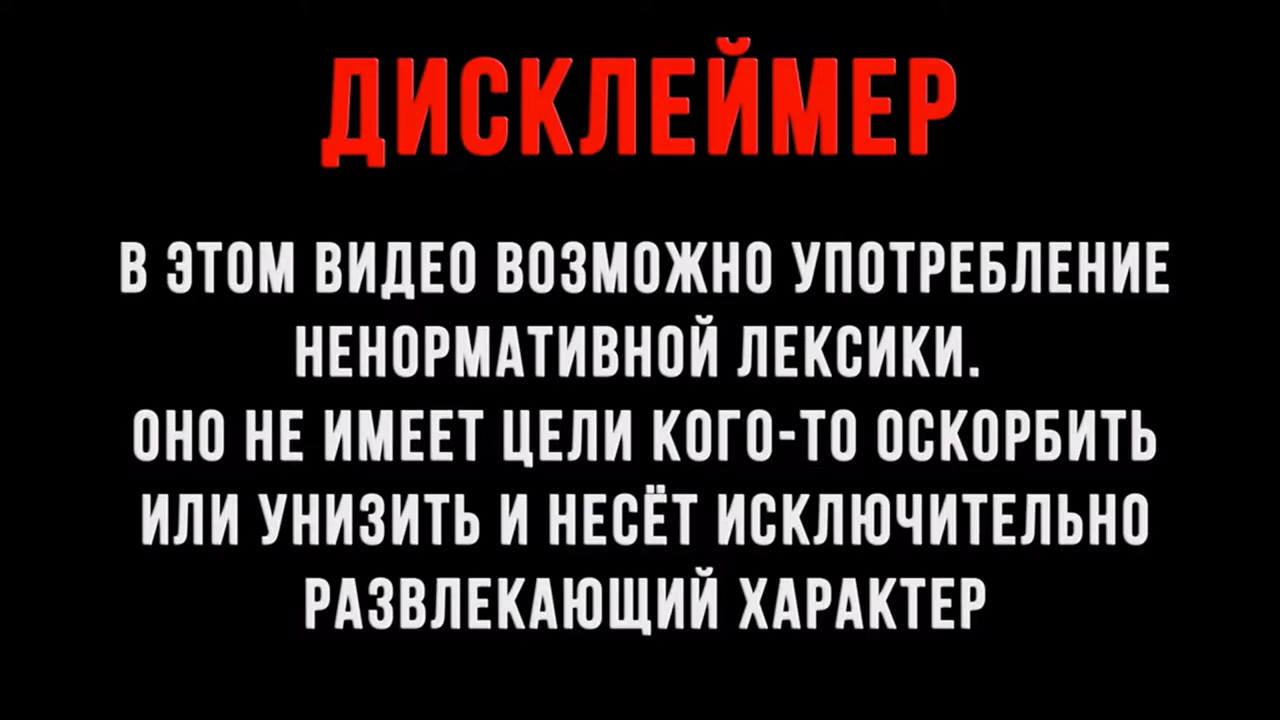 ДИСКЛЕЙМЕР
В ЭТОМ ВИДЕО ВОЗМОЖНО УПОТРЕБЛЕНИЕ
НЕНОРМАТИВНОЙ ЛЕКСИКИ.
ОНО НЕ ИМЕЕТ ЦЕЛИ КОГО-ТО ОСКОРБИТЬ
ИЛИ УНИЗИТЬ И НЕСЁТ ИСКЛЮЧИТЕЛЬНО
РАЗВЛЕКАЮЩИЙ ХАРАКТЕР